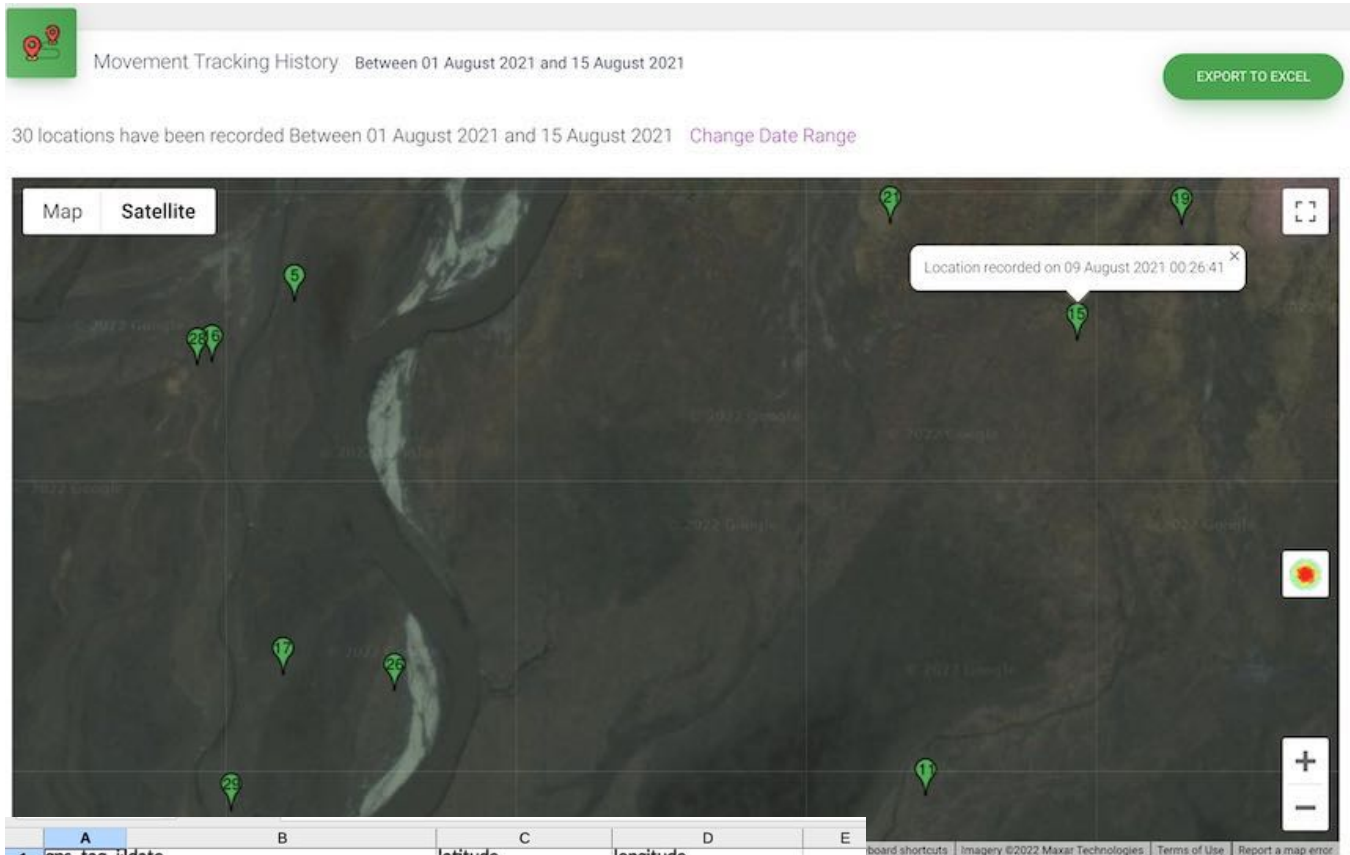 Movement Tracking History Between 01 August 2021 and 15 August 2021
EXPORT TO EXCEL
30 locations have been recorded Between 01 August 2021 and 15 August 2021 Change Date Range
Map Satellite
21
19
5
Location recorded on 09 August 2021 00:26:41
15
28
16
© 2022 Google
17
26
11
29
A B C D E
board shortcuts Imagery ©2022 Maxar Technologies Terms of Use Report a map error